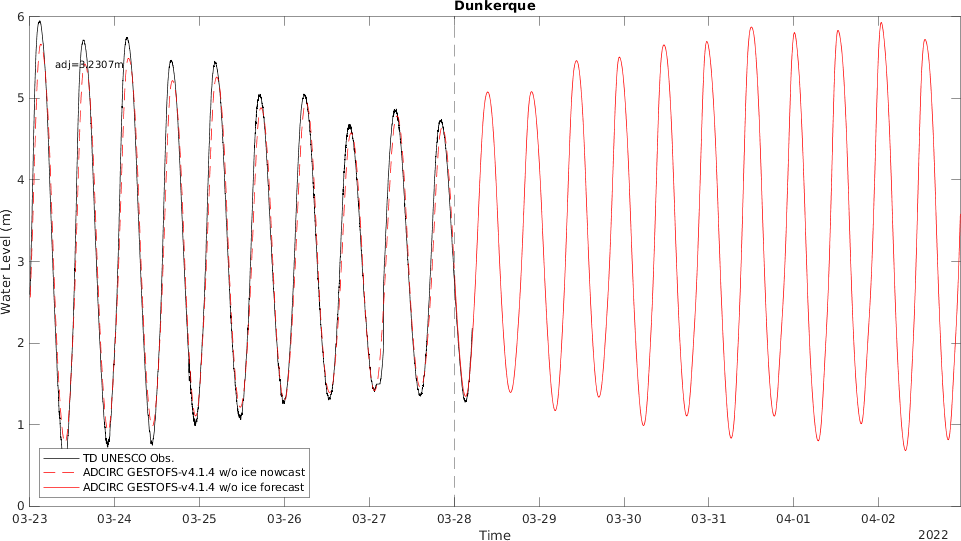 Dunkerque
6
5
4
3
2
1
0
Water Level (m)
adj=3.2307m
TD UNESCO Obs.
ADCIRC GESTOFS-v4.1.4 w/o ice nowcast
ADCIRC GESTOFS-v4.1.4 w/o ice forecast
03-23 03-24 03-25 03-26 03-27 03-28 03-29 03-30 03-31 04-01 04-02
Time
2022